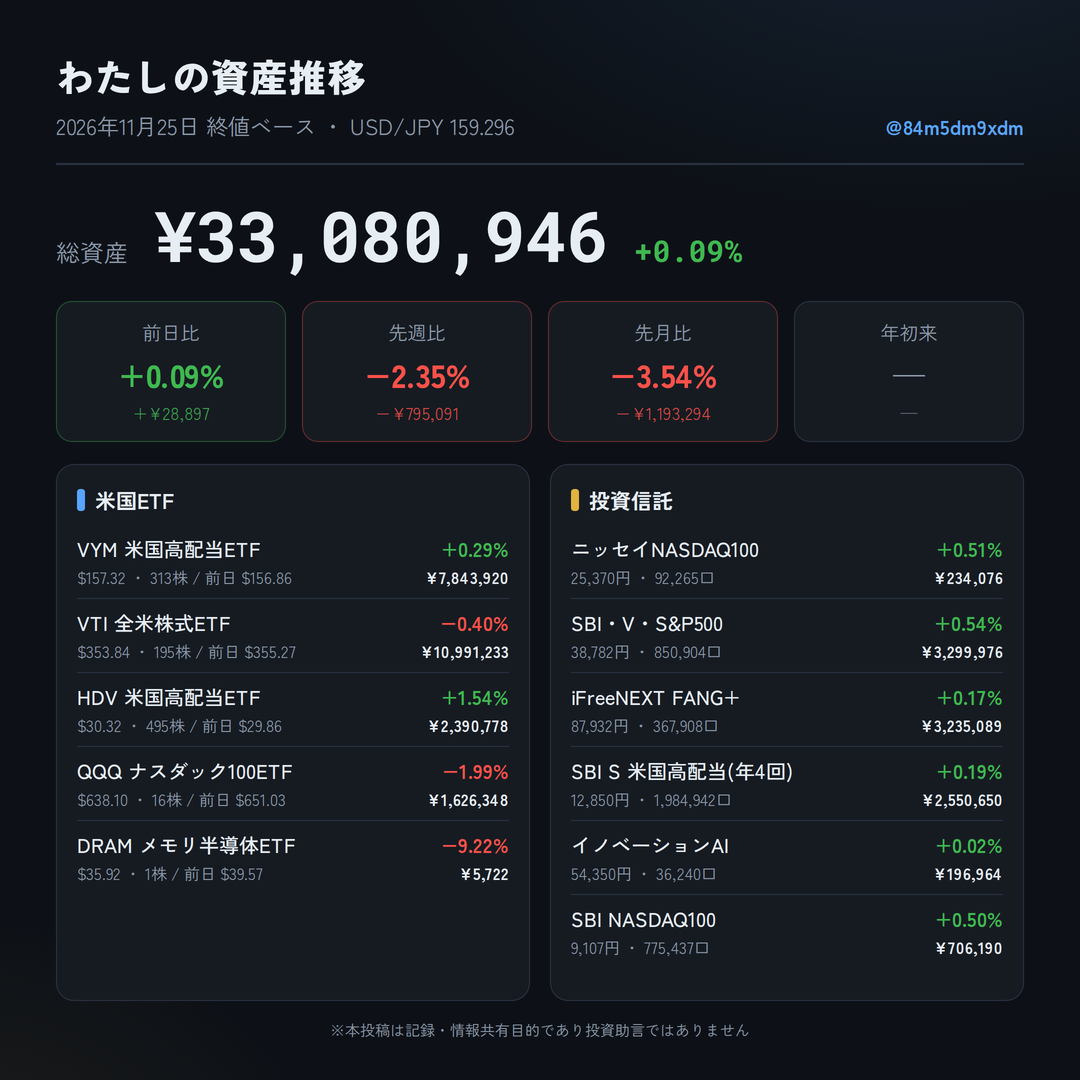 わたしの資産推移
2026年11月25日 終値ベース ・ USD/JPY 159.296
@84m5dm9xdm
総資産 ¥33,080,946 +0.09%
前日比
+0.09%
+¥28,897
先週比
−2.35%
−¥795,091
先月比
−3.54%
−¥1,193,294
年初来
—
—
米国ETF
VYM 米国高配当ETF +0.29%
$157.32 ・ 313株 / 前日 $156.86 ¥7,843,920
VTI 全米株式ETF −0.40%
$353.84 ・ 195株 / 前日 $355.27 ¥10,991,233
HDV 米国高配当ETF +1.54%
$30.32 ・ 495株 / 前日 $29.86 ¥2,390,778
QQQ ナスダック100ETF −1.99%
$638.10 ・ 16株 / 前日 $651.03 ¥1,626,348
DRAM メモリ半導体ETF −9.22%
$35.92 ・ 1株 / 前日 $39.57 ¥5,722
投資信託
ニッセイNASDAQ100 +0.51%
25,370円 ・ 92,265口 ¥234,076
SBI・V・S&P500 +0.54%
38,782円 ・ 850,904口 ¥3,299,976
iFreeNEXT FANG+ +0.17%
87,932円 ・ 367,908口 ¥3,235,089
SBI S 米国高配当(年4回) +0.19%
12,850円 ・ 1,984,942口 ¥2,550,650
イノベーションAI +0.02%
54,350円 ・ 36,240口 ¥196,964
SBI NASDAQ100 +0.50%
9,107円 ・ 775,437口 ¥706,190
※本投稿は記録・情報共有目的であり投資助言ではありません